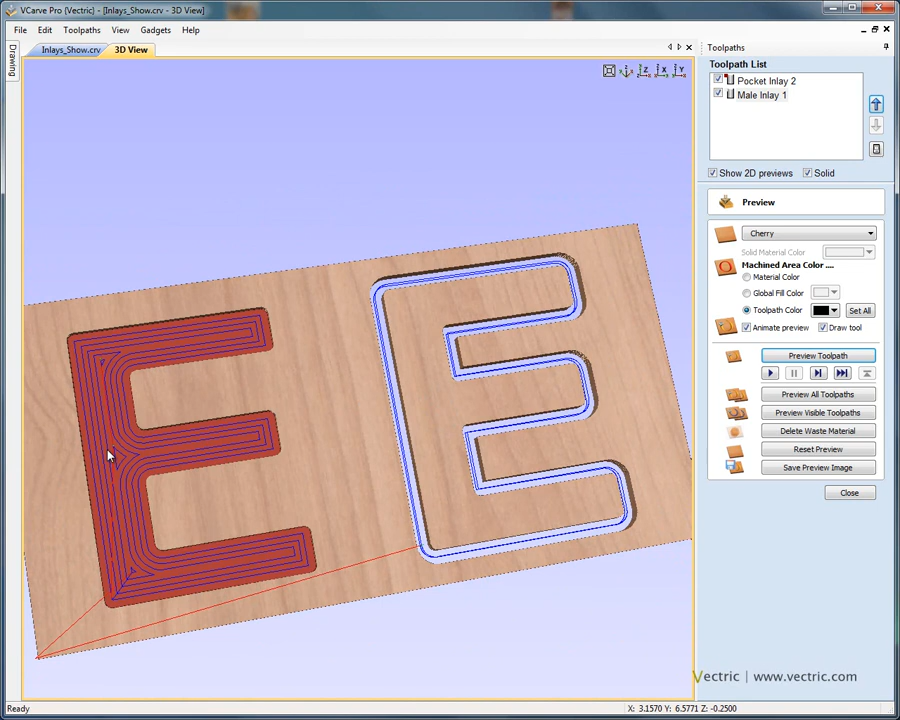 VCarve Pro (Vectric) - [Inlays_Show.crv - 3D View]
File Edit Toolpaths View Gadgets Help
Drawing
Inlays_Show.crv 3D View
Z X Y
Toolpaths
Toolpath List
Pocket Inlay 2
Male Inlay 1
Show 2D previews Solid
Preview
Cherry
Solid Material Color
Machined Area Color ....
Material Color
Global Fill Color
Toolpath Color Set All
Animate preview Draw tool
Preview Toolpath
Preview All Toolpaths
Preview Visible Toolpaths
Delete Waste Material
Reset Preview
Save Preview Image
Close
Vectric | www.vectric.com
Ready X: 3.1570 Y: 6.5771 Z: -0.2500